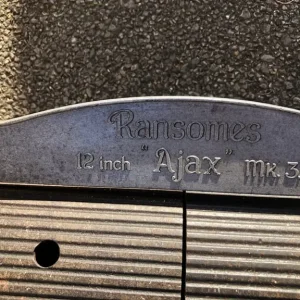 Ransomes
12 inch "Ajax" MK. 3.